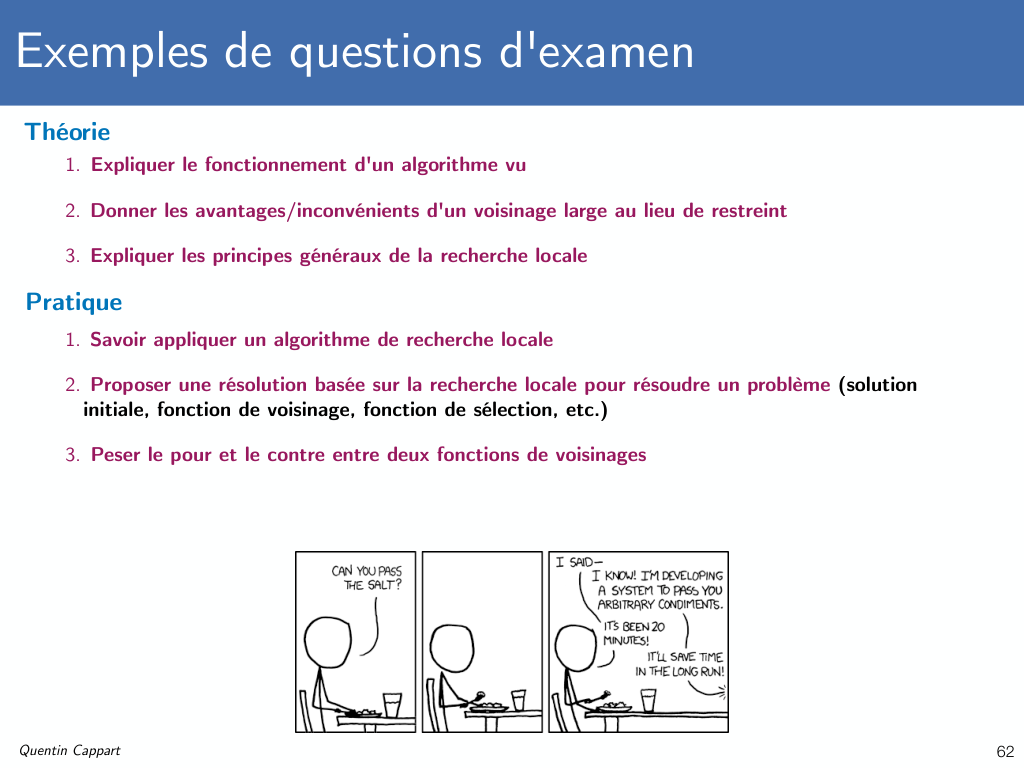 Exemples de questions d'examen
Théorie
1. Expliquer le fonctionnement d'un algorithme vu
2. Donner les avantages/inconvénients d'un voisinage large au lieu de restreint
3. Expliquer les principes généraux de la recherche locale
Pratique
1. Savoir appliquer un algorithme de recherche locale
2. Proposer une résolution basée sur la recherche locale pour résoudre un problème (solution
initiale, fonction de voisinage, fonction de sélection, etc.)
3. Peser le pour et le contre entre deux fonctions de voisinages
CAN YOU PASS
THE SALT?
I SAID—
I KNOW! I'M DEVELOPING
A SYSTEM TO PASS YOU
ARBITRARY CONDIMENTS.
IT'S BEEN 20
MINUTES!
IT'LL SAVE TIME
IN THE LONG RUN!
Quentin Cappart
62